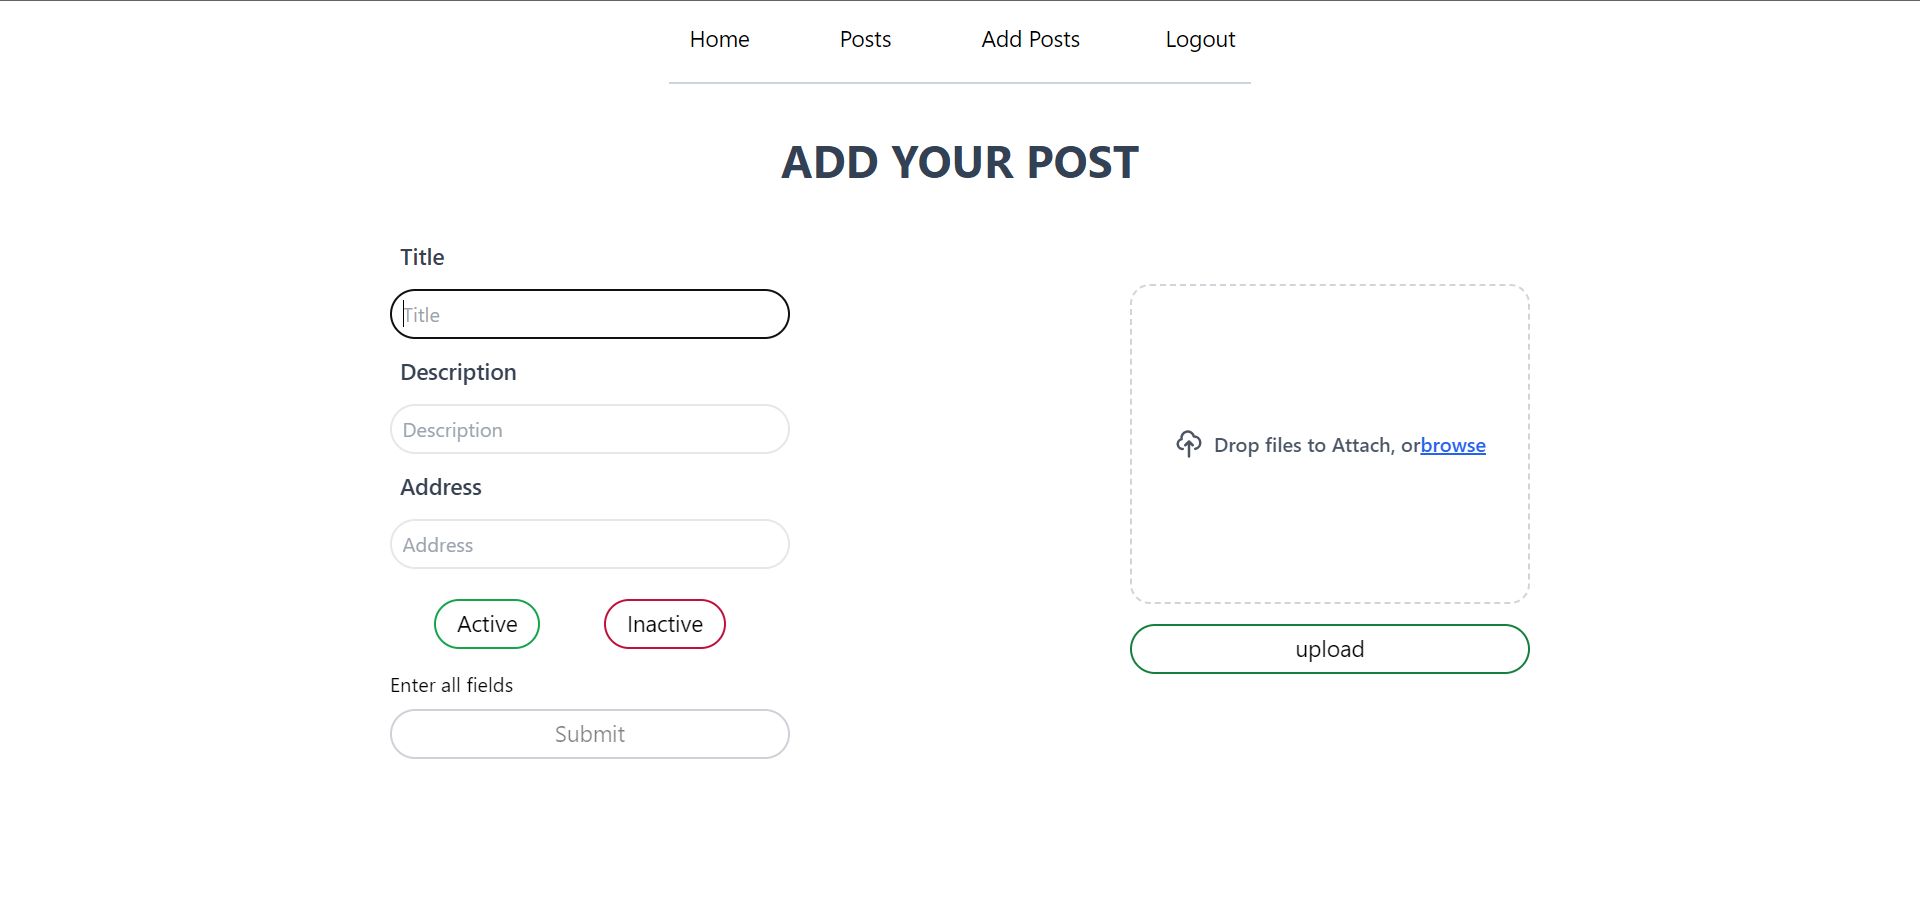 Home Posts Add Posts Logout
ADD YOUR POST
Title
Title
Description
Description
Address
Address
Active Inactive
Enter all fields
Submit
Drop files to Attach, orbrowse
upload